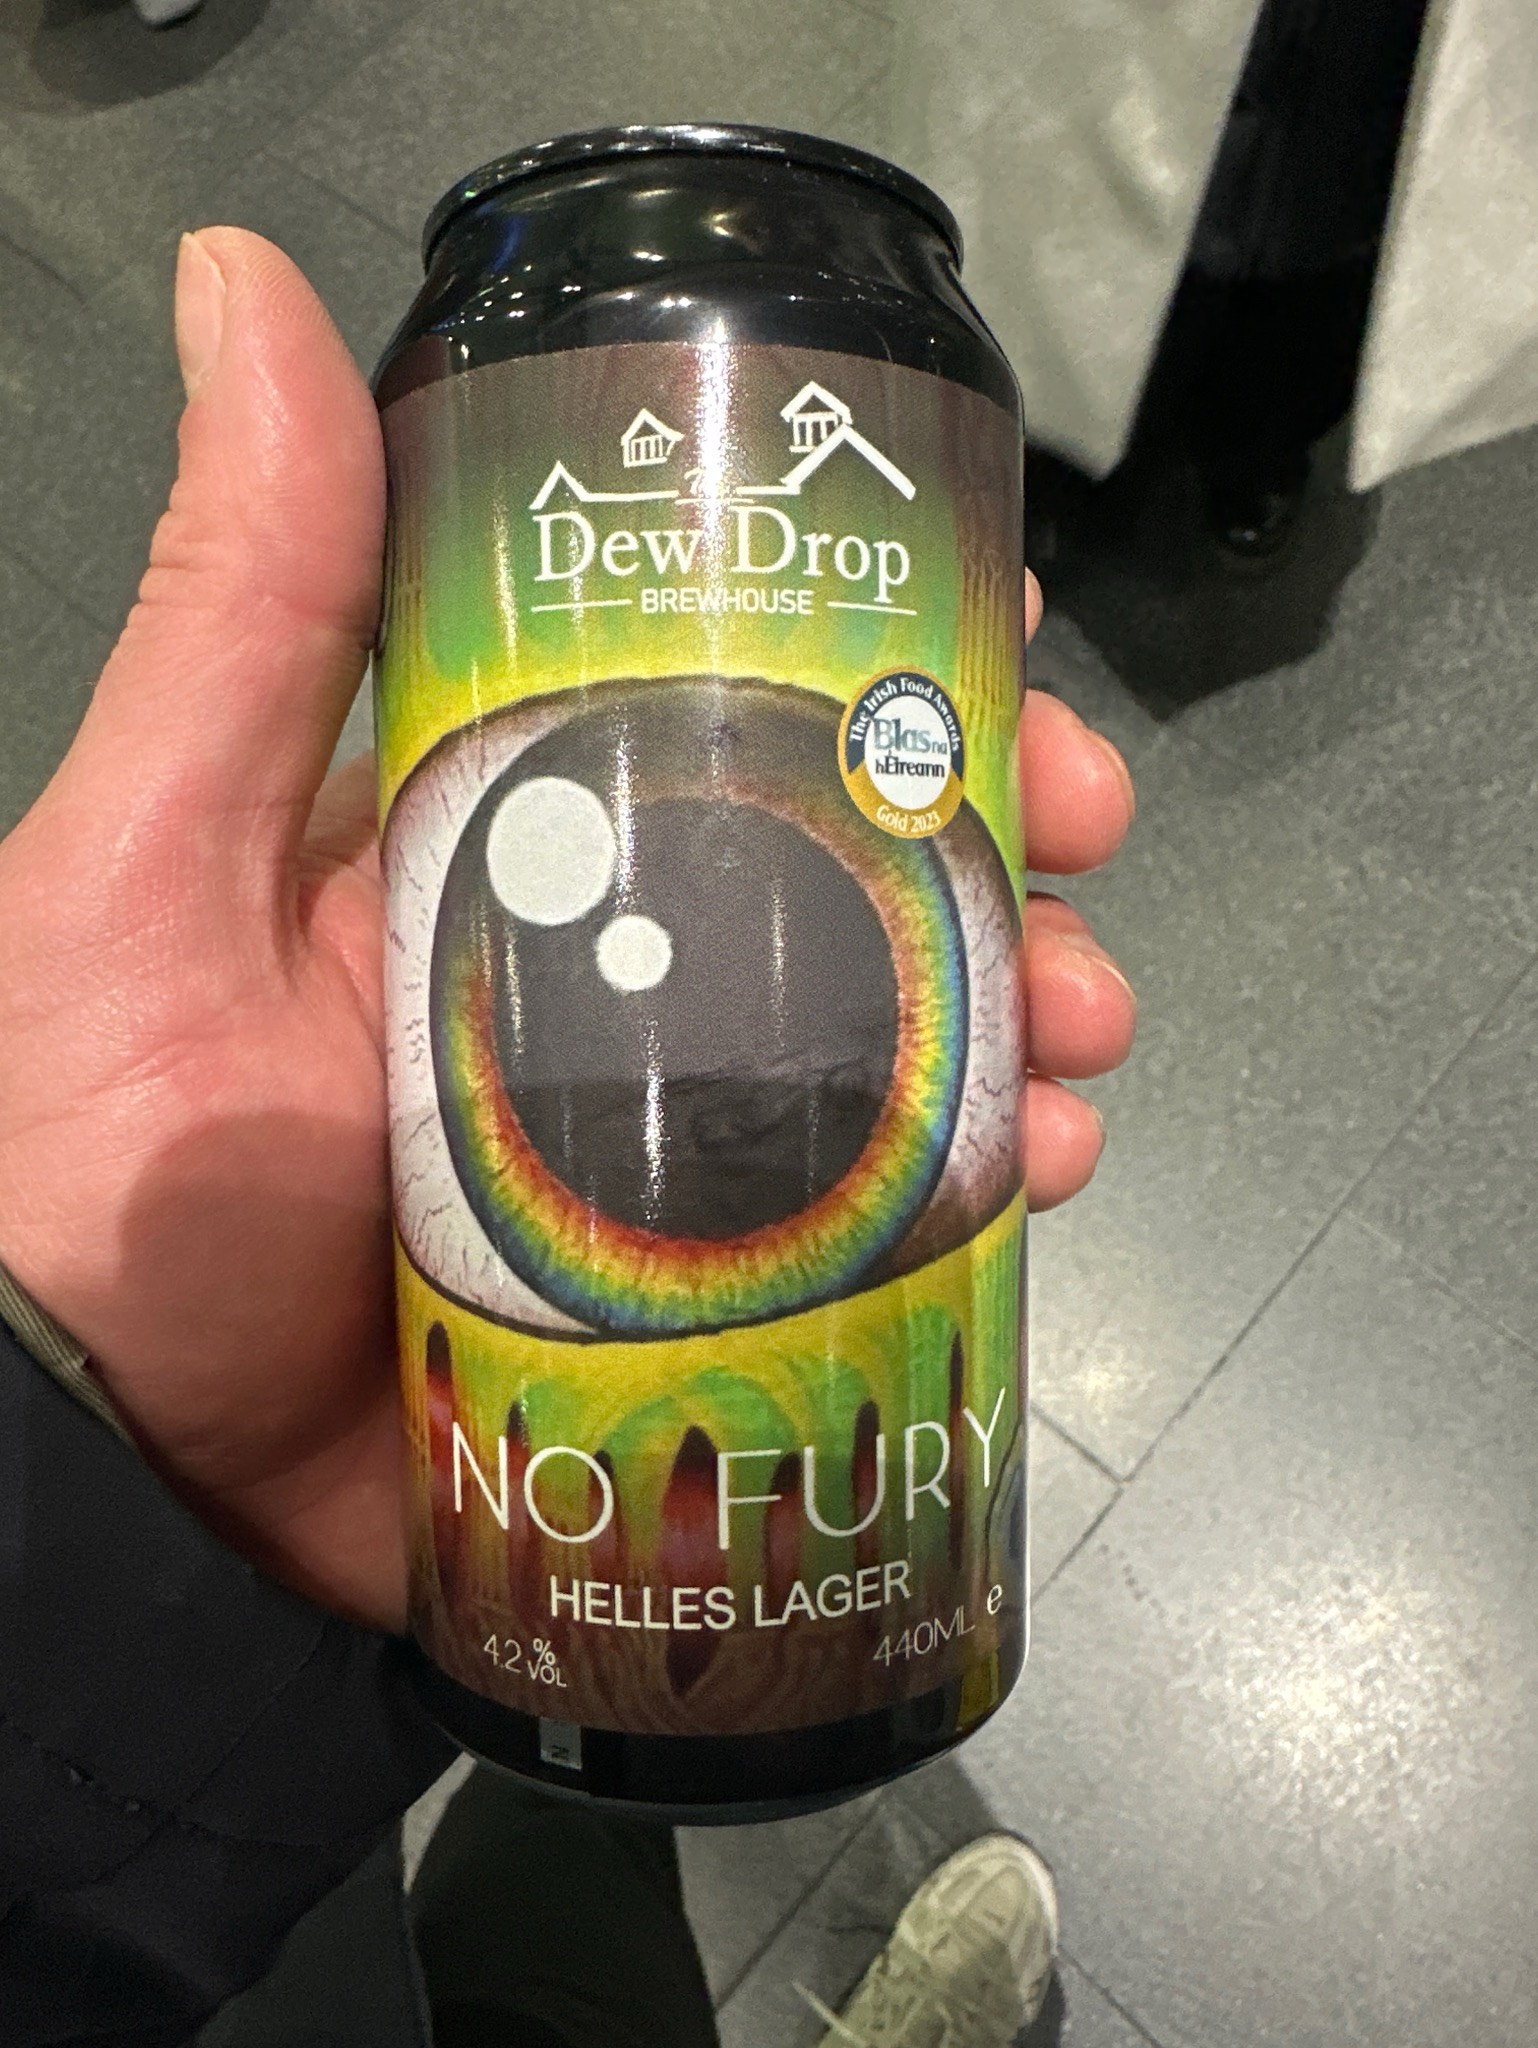 The
Dew Drop
BREWHOUSE
The Irish Food Awards
Blas na
hÉireann
Gold 2023
NO FURY
HELLES LAGER
4.2 % VOL
440ML e